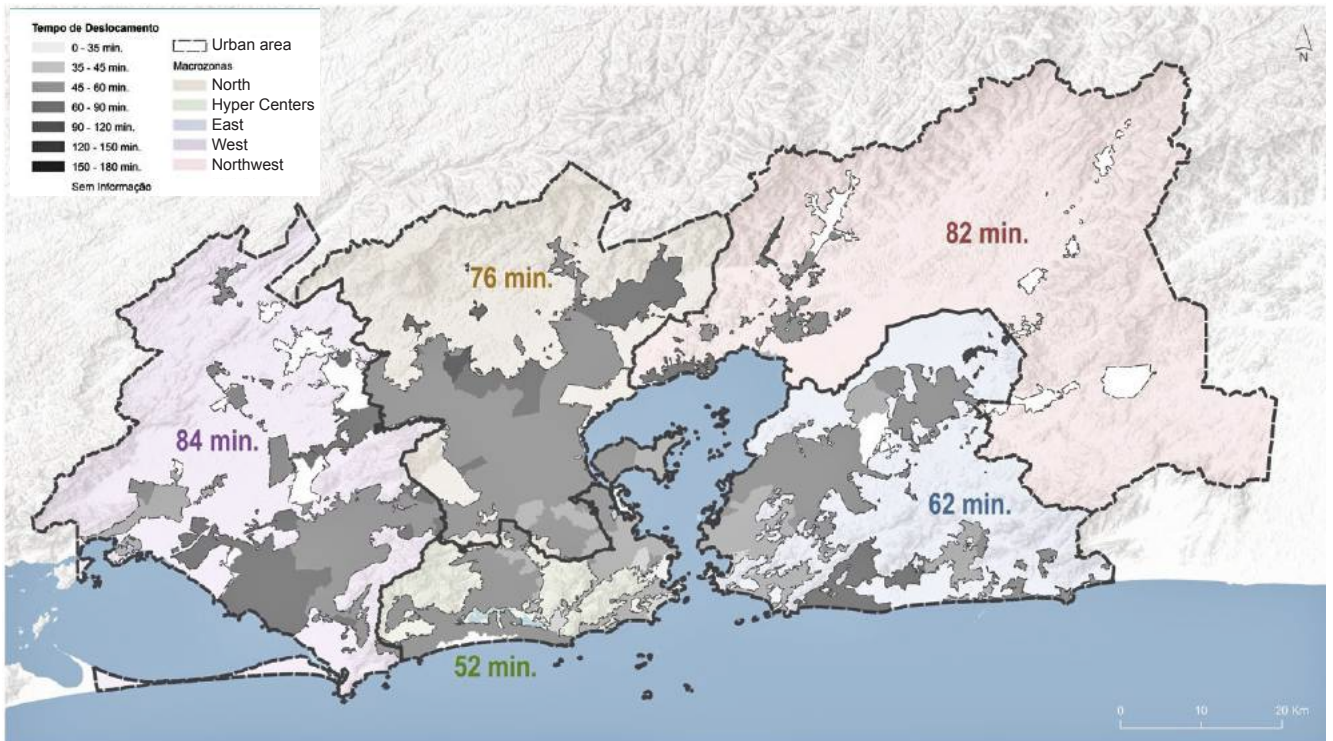 Tempo de Deslocamento
0 - 35 min.
35 - 45 min.
45 - 60 min.
60 - 90 min.
90 - 120 min.
120 - 150 min.
150 - 180 min.
Sem Informação
Urban area
Macrozonas
North
Hyper Centers
East
West
Northwest
N
82 min.
76 min.
84 min.
62 min.
52 min.
0 10 20 Km